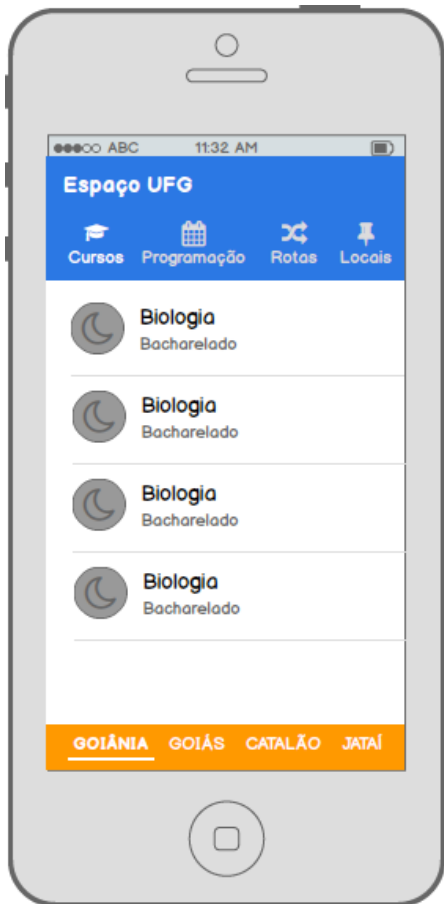 ABC 11:32 AM
Espaço UFG
Cursos Programação Rotas Locais
Biologia
Bacharelado
Biologia
Bacharelado
Biologia
Bacharelado
Biologia
Bacharelado
GOIÂNIA GOIÁS CATALÃO JATAÍ